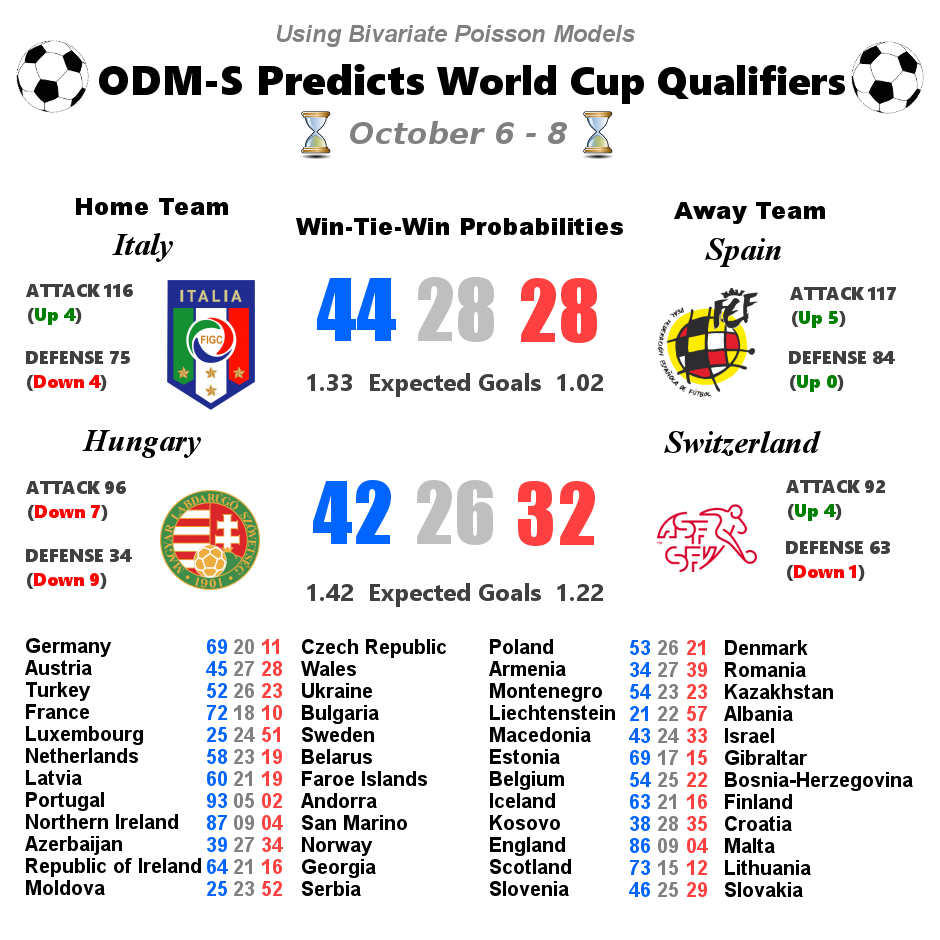 Using Bivariate Poisson Models
ODM-S Predicts World Cup Qualifiers
October 6 - 8
Home Team
Win-Tie-Win Probabilities
Away Team
Italy
Spain
ATTACK 116
(Up 4)
DEFENSE 75
(Down 4)
ITALIA
FIGC
44 28 28
1.33 Expected Goals 1.02
REAL FEDERACIÓN ESPAÑOLA DE FÚTBOL
ATTACK 117
(Up 5)
DEFENSE 84
(Up 0)
Hungary
Switzerland
ATTACK 96
(Down 7)
DEFENSE 34
(Down 9)
MAGYAR LABDARÚGÓ SZÖVETSÉG
1901
42 26 32
1.42 Expected Goals 1.22
ASF
SFV
ATTACK 92
(Up 4)
DEFENSE 63
(Down 1)
Germany 69 20 11 Czech Republic Poland 53 26 21 Denmark
Austria 45 27 28 Wales Armenia 34 27 39 Romania
Turkey 52 26 23 Ukraine Montenegro 54 23 23 Kazakhstan
France 72 18 10 Bulgaria Liechtenstein 21 22 57 Albania
Luxembourg 25 24 51 Sweden Macedonia 43 24 33 Israel
Netherlands 58 23 19 Belarus Estonia 69 17 15 Gibraltar
Latvia 60 21 19 Faroe Islands Belgium 54 25 22 Bosnia-Herzegovina
Portugal 93 05 02 Andorra Iceland 63 21 16 Finland
Northern Ireland 87 09 04 San Marino Kosovo 38 28 35 Croatia
Azerbaijan 39 27 34 Norway England 86 09 04 Malta
Republic of Ireland 64 21 16 Georgia Scotland 73 15 12 Lithuania
Moldova 25 23 52 Serbia Slovenia 46 25 29 Slovakia